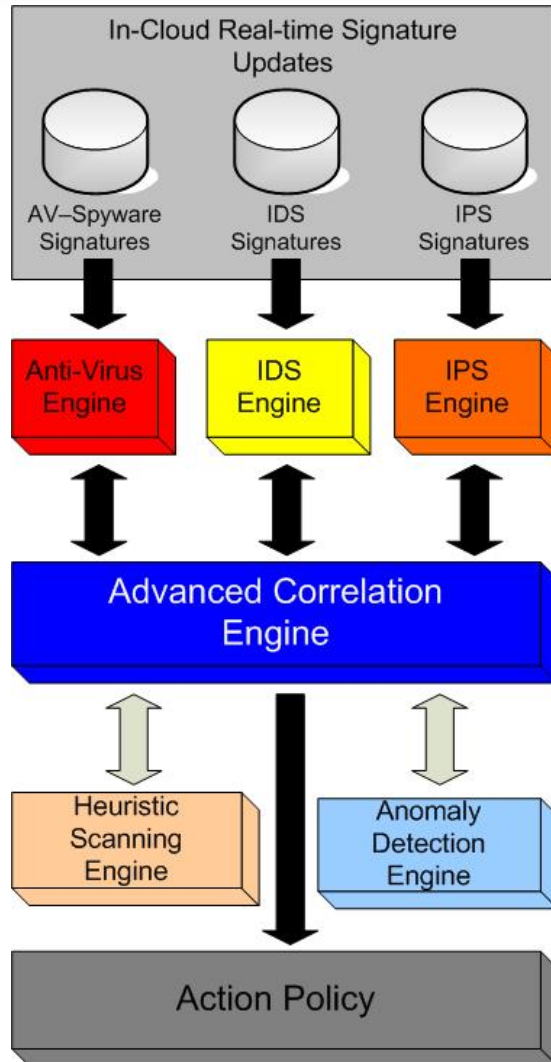 In-Cloud Real-time Signature
Updates
AV–Spyware
Signatures
IDS
Signatures
IPS
Signatures
Anti-Virus
Engine
IDS
Engine
IPS
Engine
Advanced Correlation
Engine
Heuristic
Scanning
Engine
Anomaly
Detection
Engine
Action Policy